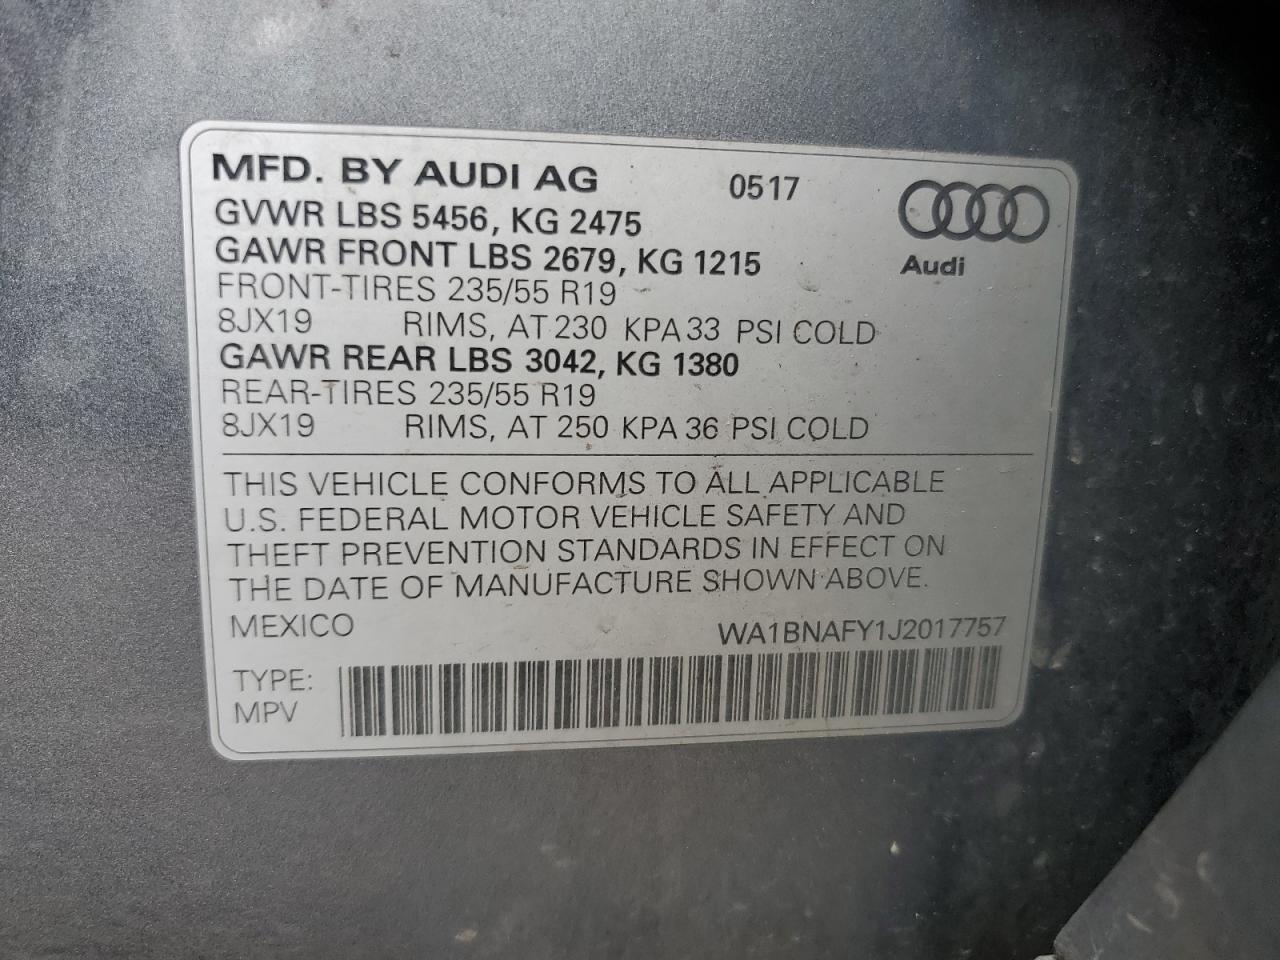 MFD. BY AUDI AG 0517
GVWR LBS 5456, KG 2475
GAWR FRONT LBS 2679, KG 1215
Audi
FRONT-TIRES 235/55 R19
8JX19 RIMS, AT 230 KPA 33 PSI COLD
GAWR REAR LBS 3042, KG 1380
REAR-TIRES 235/55 R19
8JX19 RIMS, AT 250 KPA 36 PSI COLD
THIS VEHICLE CONFORMS TO ALL APPLICABLE
U.S. FEDERAL MOTOR VEHICLE SAFETY AND
THEFT PREVENTION STANDARDS IN EFFECT ON
THE DATE OF MANUFACTURE SHOWN ABOVE.
MEXICO WA1BNAFY1J2017757
TYPE:
MPV